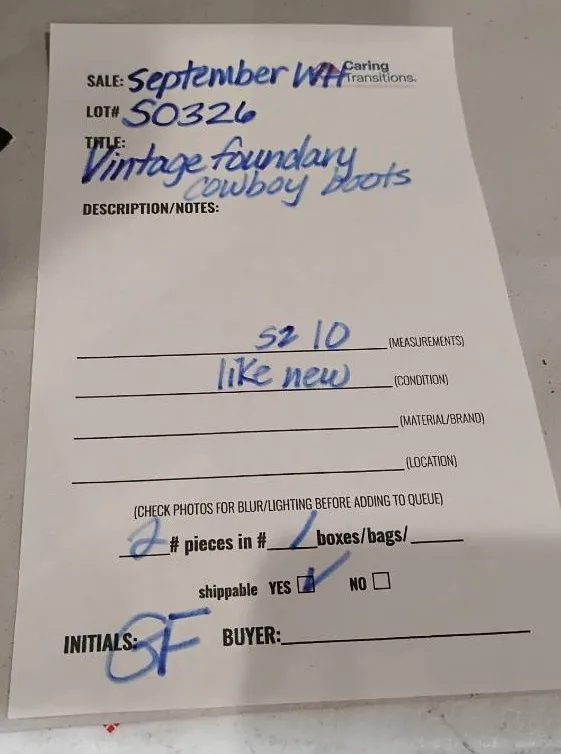 Caring
SALE: September WH Transitions.
LOT# SO326
TITLE:
Vintage foundary
cowboy boots
DESCRIPTION/NOTES:
sz 10 (MEASUREMENTS)
like new (CONDITION)
(MATERIAL/BRAND)
(LOCATION)
(CHECK PHOTOS FOR BLUR/LIGHTING BEFORE ADDING TO QUEUE)
2 # pieces in # 1 boxes/bags/
shippable YES NO
INITIALS: GF BUYER: